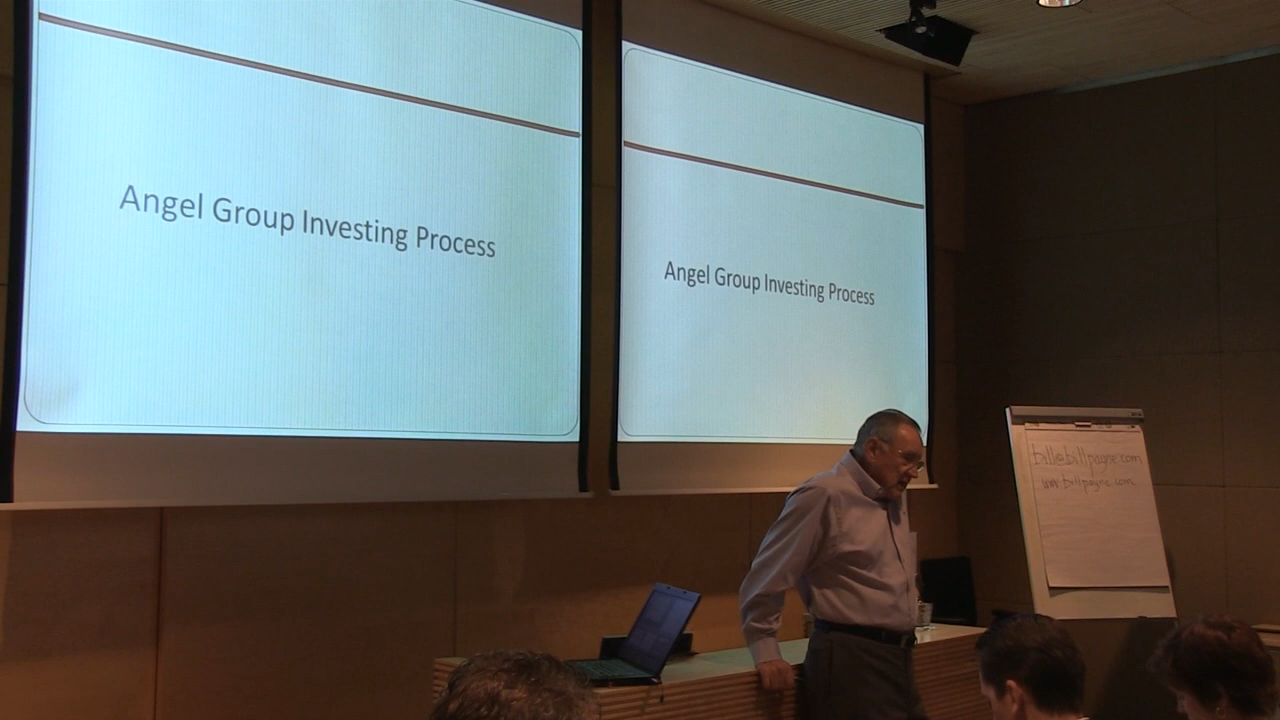 Angel Group Investing Process
Angel Group Investing Process
bill@billpayne.com
www.billpayne.com